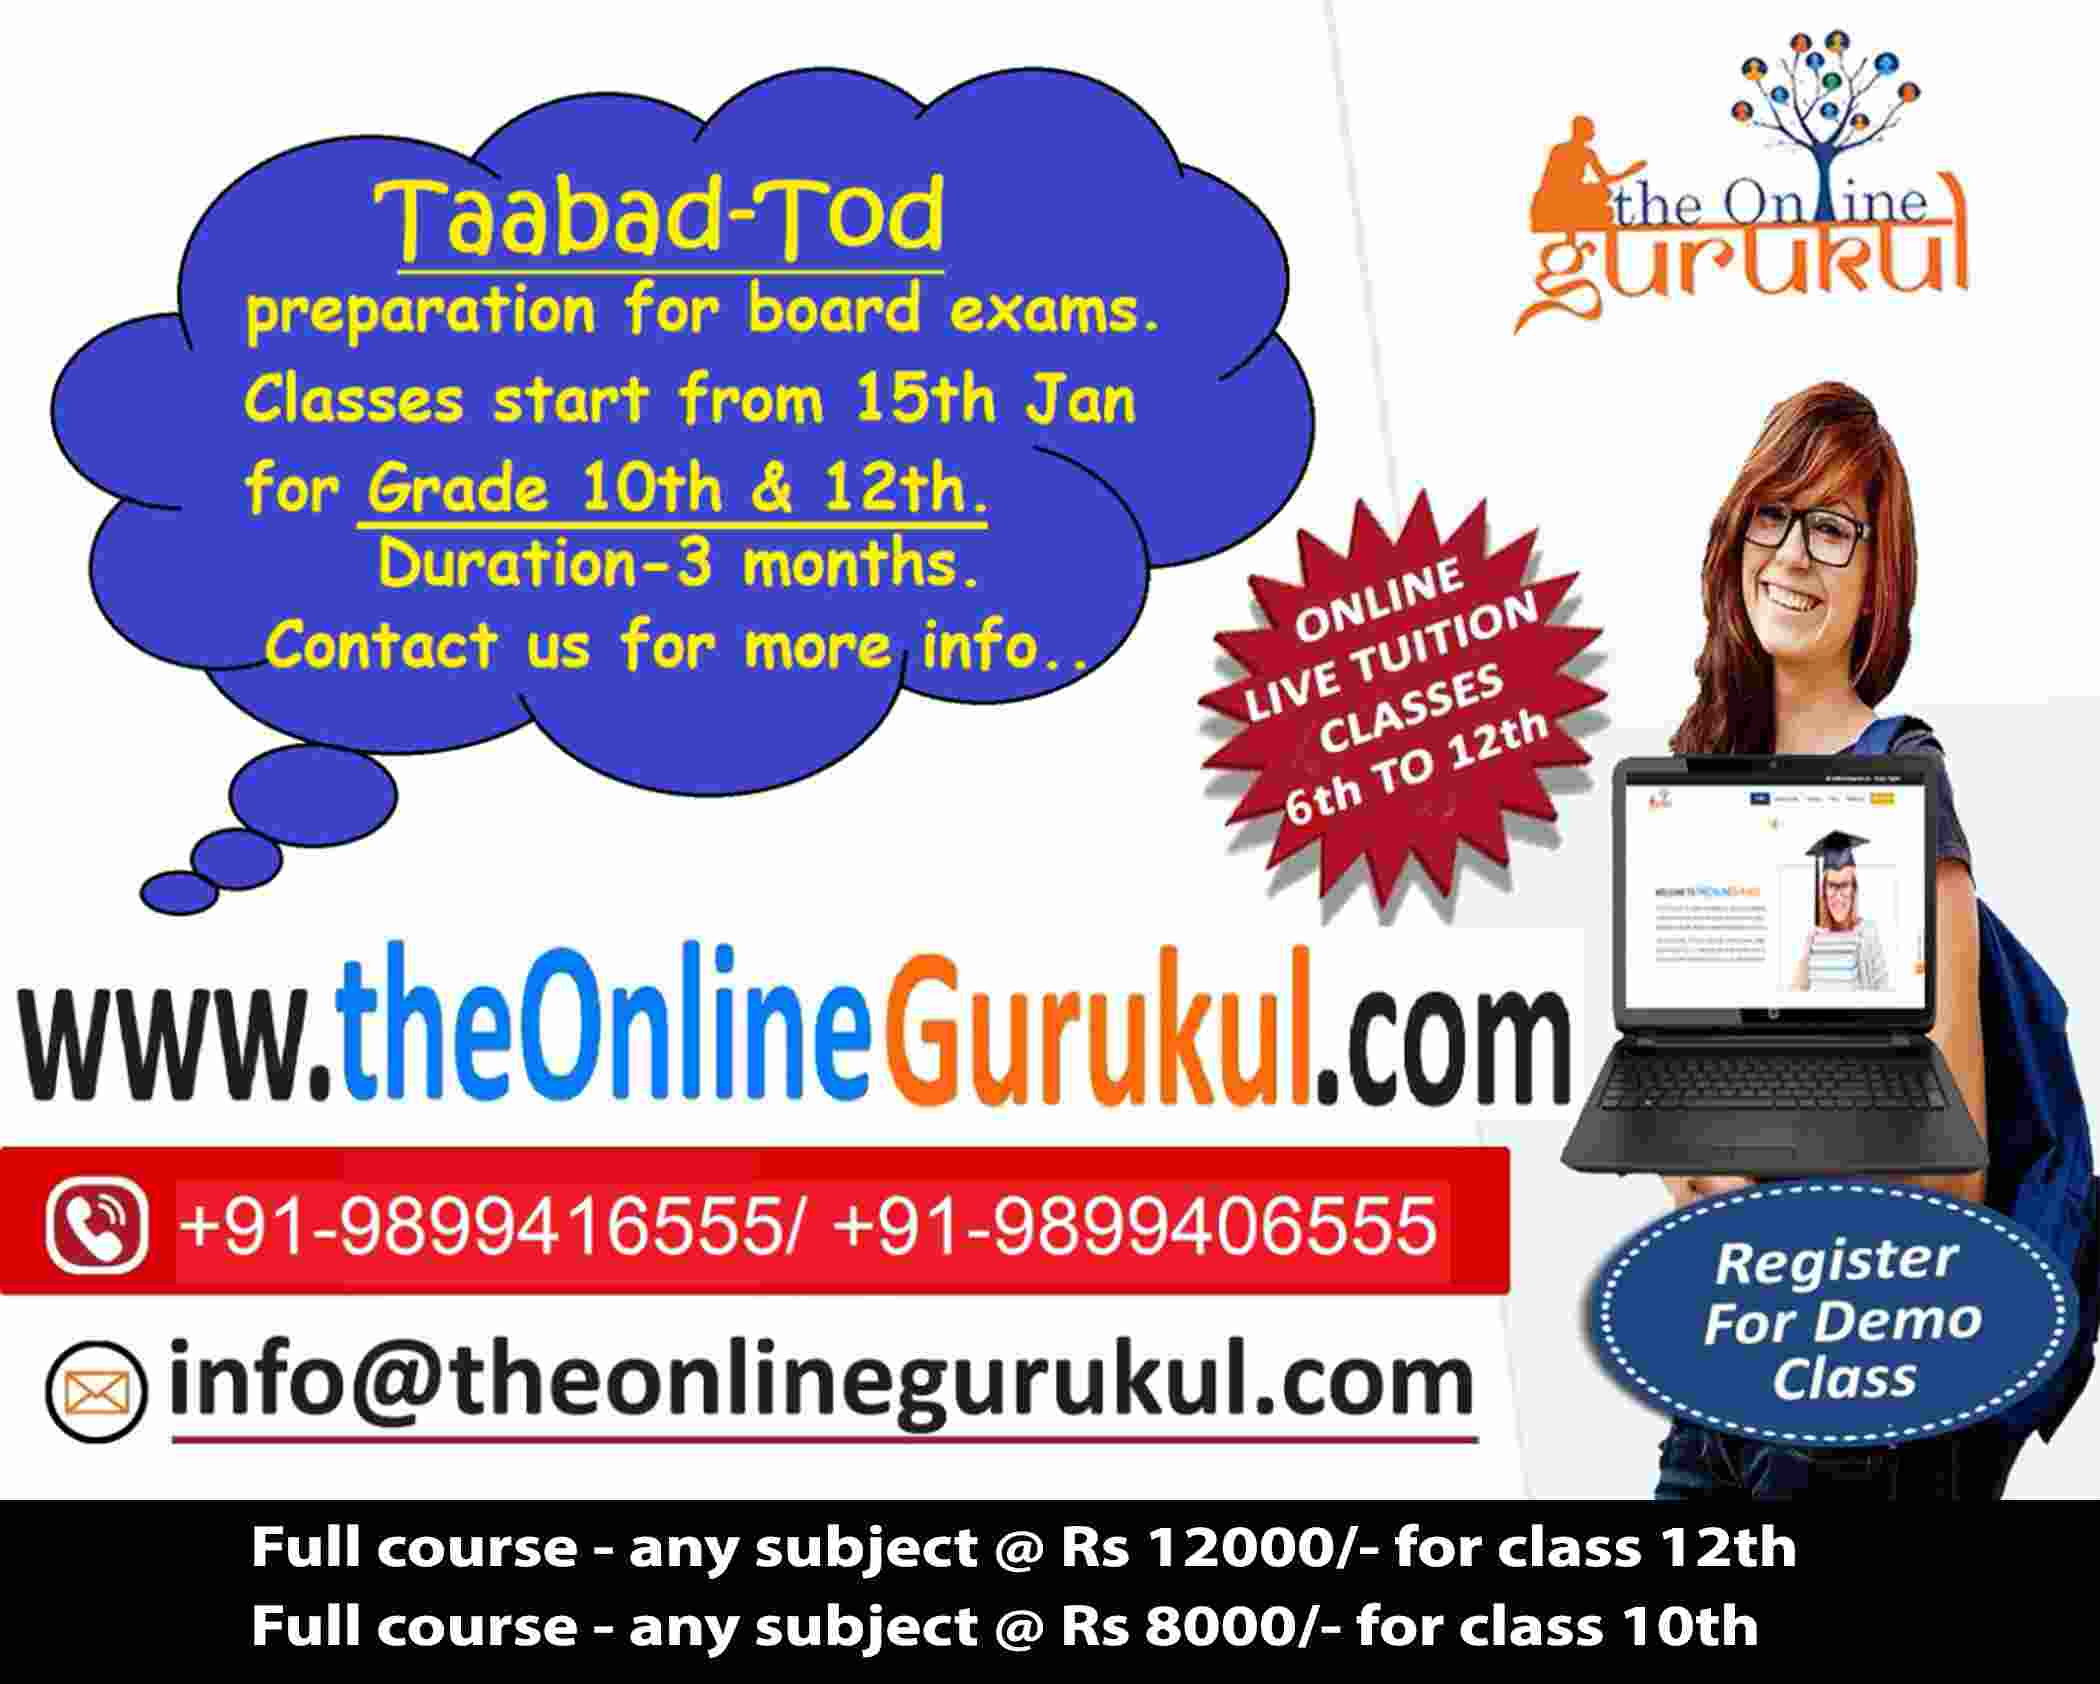 the Online
gurukul
Taabad-Tod
preparation for board exams.
Classes start from 15th Jan
for Grade 10th & 12th.
Duration-3 months.
Contact us for more info..
ONLINE
LIVE TUITION
CLASSES
6th TO 12th
www.theOnlineGurukul.com
+91-9899416555/ +91-9899406555
info@theonlinegurukul.com
Register
For Demo
Class
Full course - any subject @ Rs 12000/- for class 12th
Full course - any subject @ Rs 8000/- for class 10th